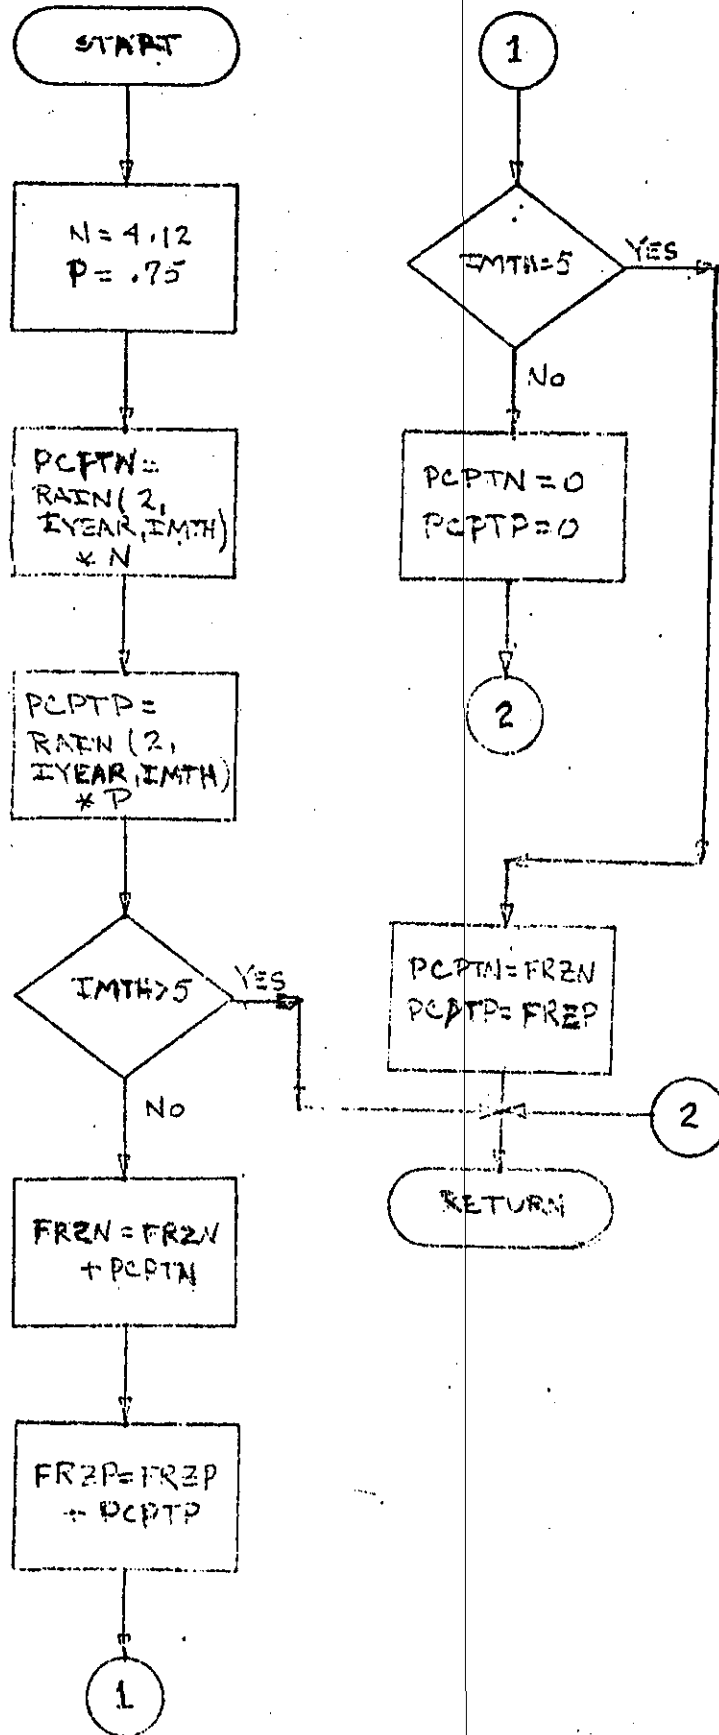 START
N = 4.12
P = .75
PCPTN =
RAIN(2,
IYEAR,IMTH)
* N
PCPTP =
RAIN (2,
IYEAR,IMTH)
* P
IMTH>5
YES
NO
FRZN = FRZN
+ PCPTN
FRZP = FRZP
+ PCPTP
1
1
IMTH=5
YES
NO
PCPTN = 0
PCPTP = 0
2
PCPTN = FRZN
PCPTP = FRZP
2
RETURN